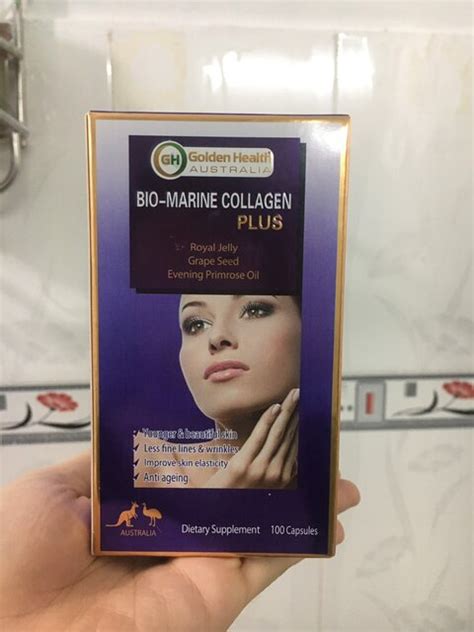 GH Golden Health
AUSTRALIA
BIO-MARINE COLLAGEN
PLUS
Royal Jelly
Grape Seed
Evening Primrose Oil
Younger & beautiful skin
Less fine lines & wrinkles
Improve skin elasticity
Anti ageing
AUSTRALIA
Dietary Supplement 100 Capsules